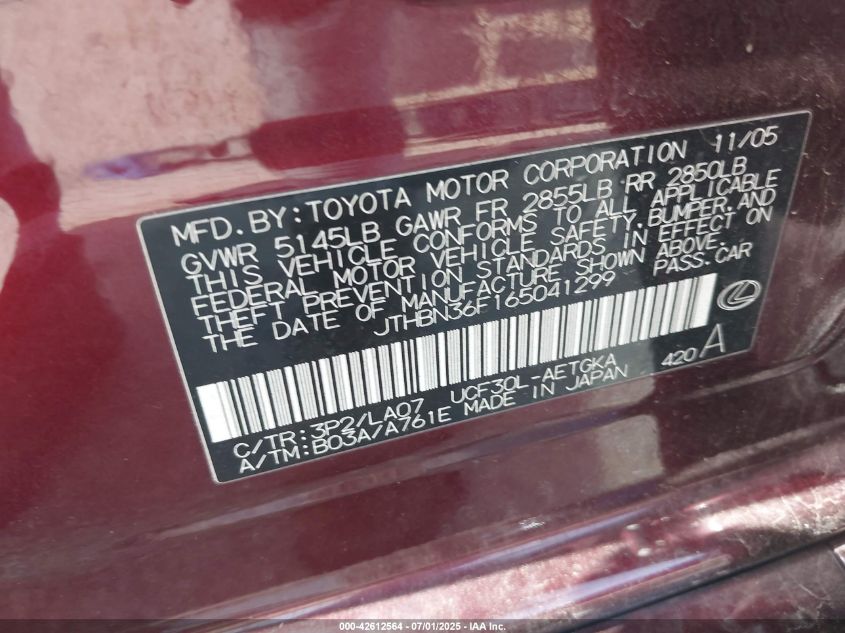 MFD. BY: TOYOTA MOTOR CORPORATION 11/05
GVWR 5145LB GAWR FR 2855LB RR 2850LB
THIS VEHICLE CONFORMS TO ALL APPLICABLE
FEDERAL MOTOR VEHICLE SAFETY, BUMPER, AND
THEFT PREVENTION STANDARDS IN EFFECT ON
THE DATE OF MANUFACTURE SHOWN ABOVE.
JTHBN36F165041299 PASS. CAR
UCF30L-AETGKA 420A
C/TR: 3P2/LA07
A/TM: B03A/A761E MADE IN JAPAN
000-42612564 - 07/01/2025 - IAA Inc.